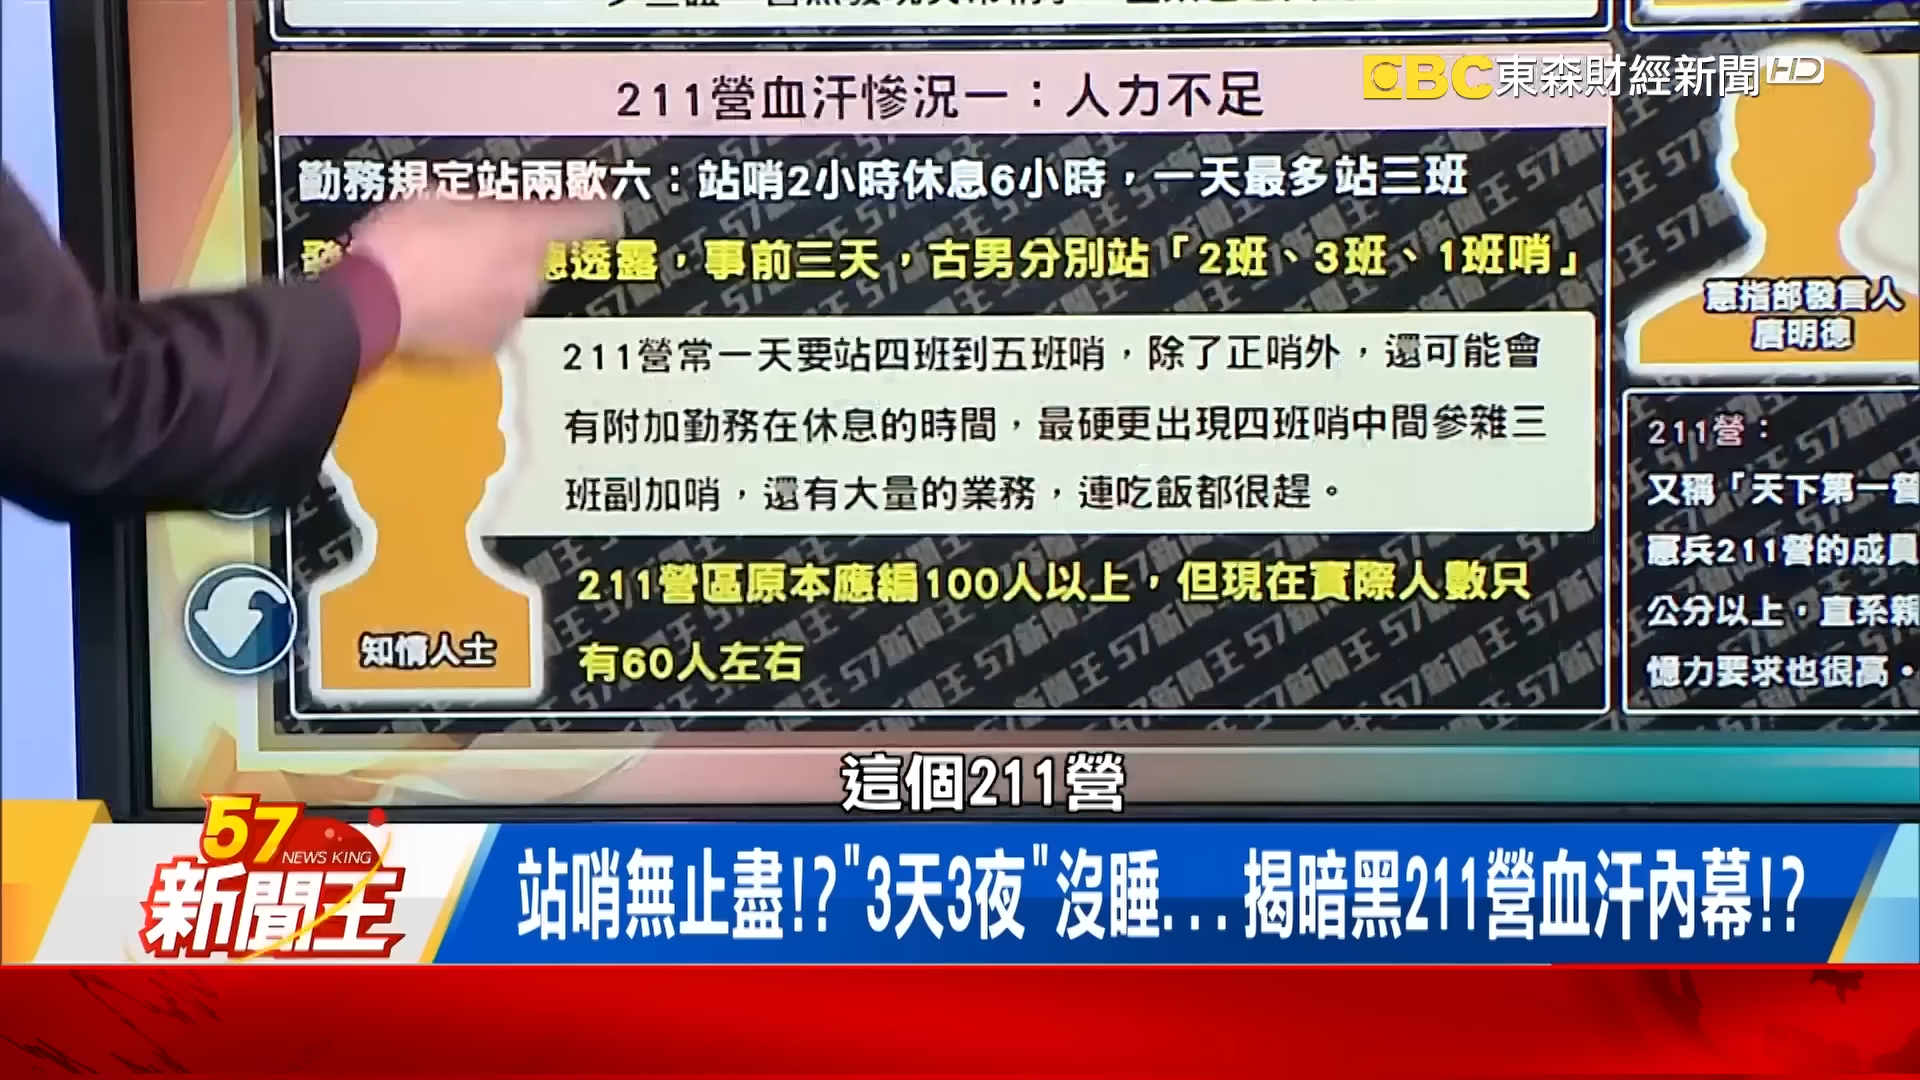 211營血汗慘況一：人力不足
EBC東森財經新聞HD
勤務規定站兩歇六：站哨2小時休息6小時，一天最多站三班
透露，事前三天，古男分別站「2班、3班、1班哨」
憲指部發言人
唐明德
211營常一天要站四班到五班哨，除了正哨外，還可能會
有附加勤務在休息的時間，最硬更出現四班哨中間參雜三
班副加哨，還有大量的業務，連吃飯都很趕。
知情人士
211營區原本應編100人以上，但現在實際人數只
有60人左右
211營：
又稱「天下第一營
憲兵211營的成員
公分以上，直系親
憶力要求也很高。
這個211營
57
NEWS KING
新聞王
站哨無止盡!?"3天3夜"沒睡...揭暗黑211營血汗內幕!?